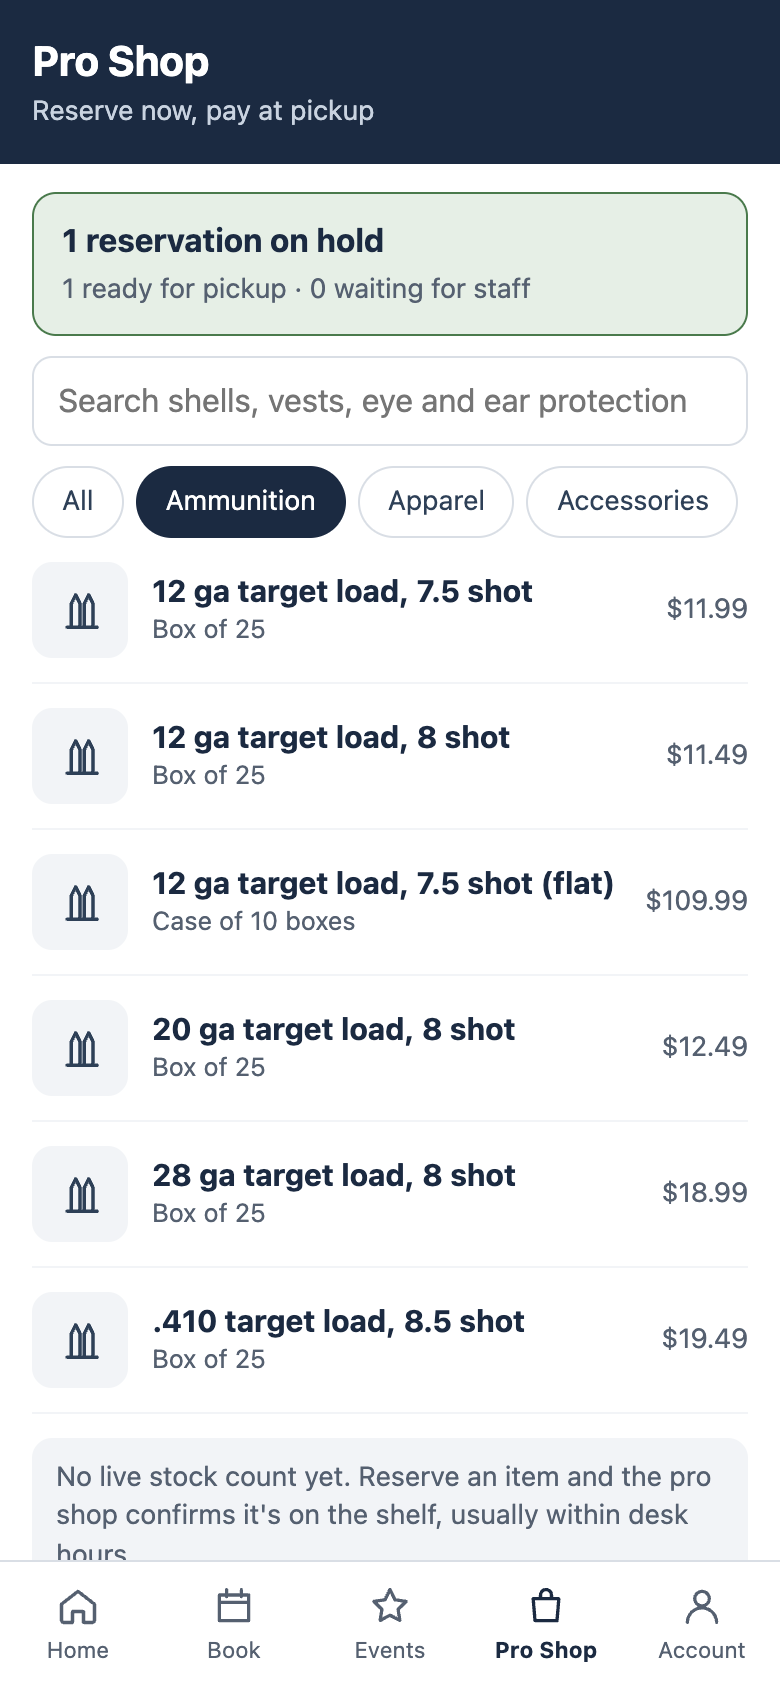 Pro Shop
Reserve now, pay at pickup
1 reservation on hold
1 ready for pickup · 0 waiting for staff
Search shells, vests, eye and ear protection
All
Ammunition
Apparel
Accessories
12 ga target load, 7.5 shot
Box of 25
$11.99
12 ga target load, 8 shot
Box of 25
$11.49
12 ga target load, 7.5 shot (flat)
Case of 10 boxes
$109.99
20 ga target load, 8 shot
Box of 25
$12.49
28 ga target load, 8 shot
Box of 25
$18.99
.410 target load, 8.5 shot
Box of 25
$19.49
No live stock count yet. Reserve an item and the pro
shop confirms it's on the shelf, usually within desk
hours
Home
Book
Events
Pro Shop
Account